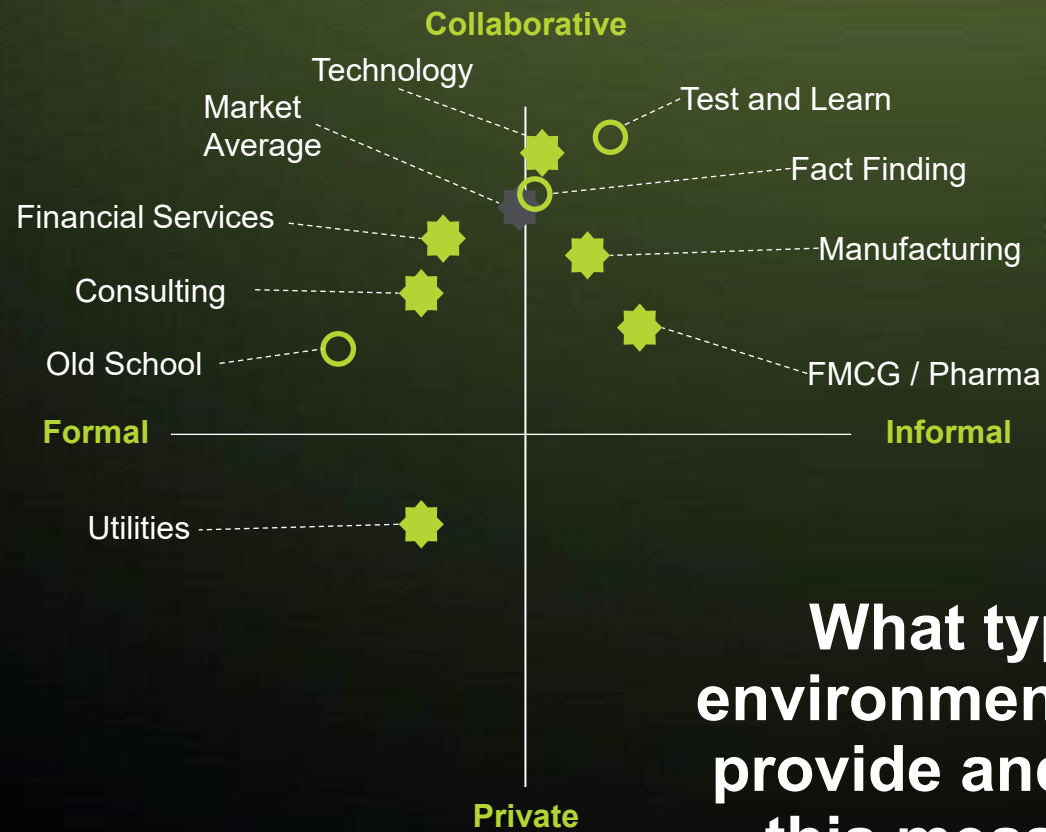 Collaborative
Technology
Market
Average
Test and Learn
Fact Finding
Financial Services
Manufacturing
Consulting
Old School
FMCG / Pharma
Formal
Informal
Utilities
What
environmen
provide and
Private